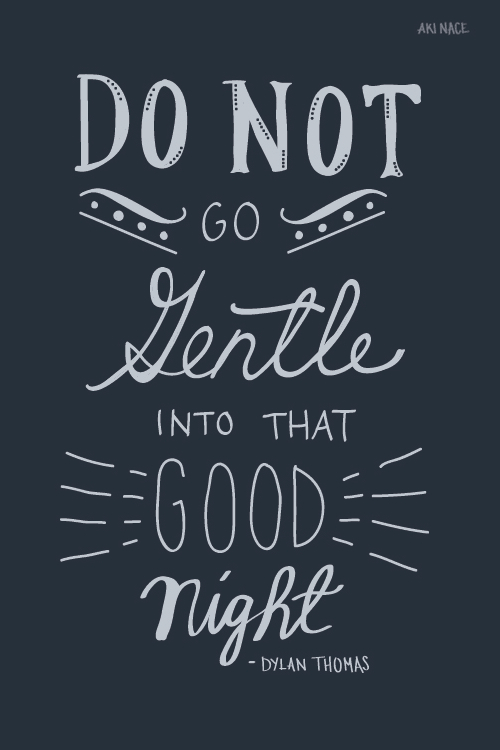 AKI NACE
DO NOT
GO
Gentle
INTO THAT
GOOD
night
- DYLAN THOMAS